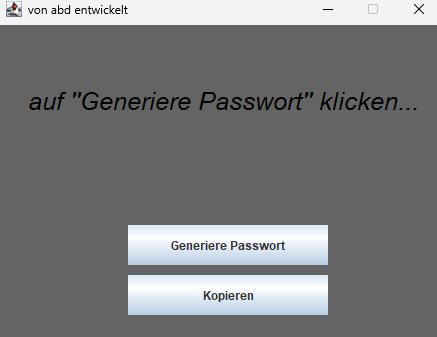 von abd entwickelt
auf "Generiere Passwort" klicken...
Generiere Passwort
Kopieren